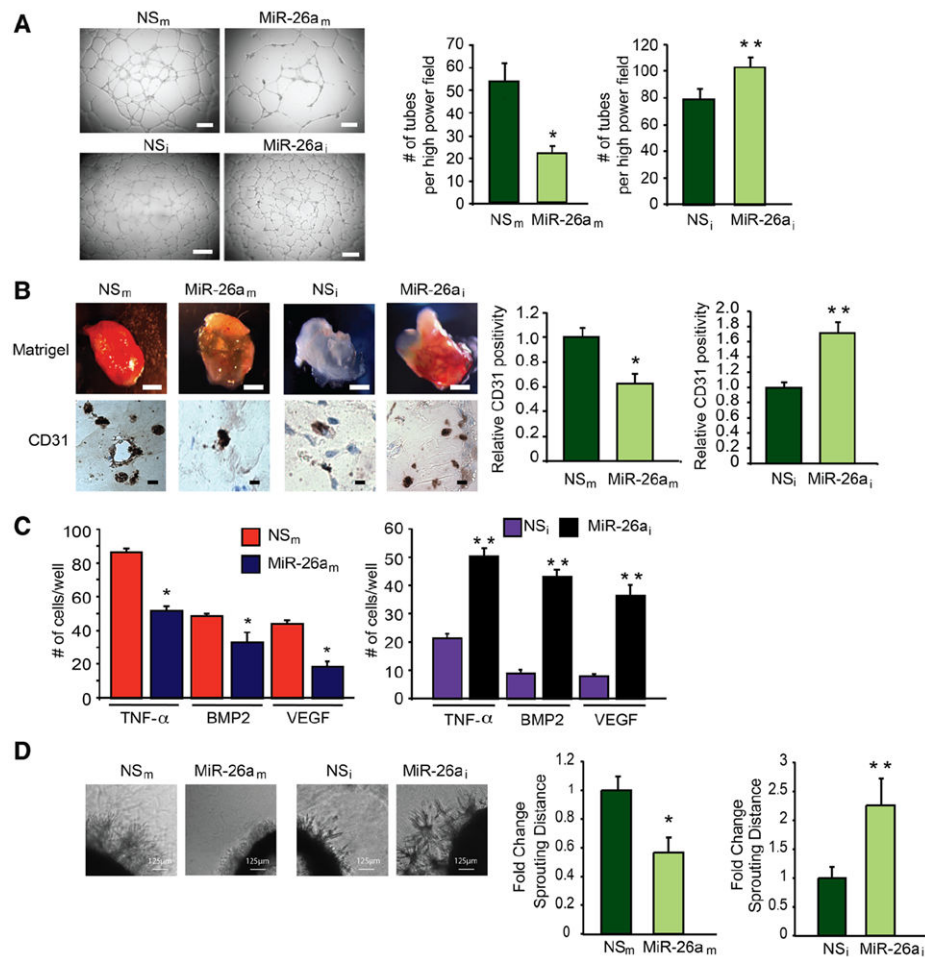 A
NSm
MiR-26am
NSi
MiR-26ai
# of tubes
per high power field
60
50
40
30
20
10
0
*
NSm
MiR-26am
# of tubes
per high power field
120
100
80
60
40
20
0
**
NSi
MiR-26ai
B
NSm
MiR-26am
NSi
MiR-26ai
Matrigel
CD31
Relative CD31 positivity
1.2
1.0
0.8
0.6
0.4
0.2
0
*
NSm
MiR-26am
Relative CD31 positivity
2.0
1.8
1.6
1.4
1.2
1.0
0.8
0.6
0.4
0.2
0
**
NSi
MiR-26ai
C
# of cells/well
100
80
60
40
20
0
NSm
MiR-26am
*
*
*
TNF-α
BMP2
VEGF
# of cells/well
60
50
40
30
20
10
0
NSi
MiR-26ai
**
**
**
TNF-α
BMP2
VEGF
D
NSm
MiR-26am
NSi
MiR-26ai
125µm
125µm
125µm
125µm
Fold Change
Sprouting Distance
1.2
1
0.8
0.6
0.4
0.2
0
*
NSm
MiR-26am
Fold Change
Sprouting Distance
3
2.5
2
1.5
1
0.5
0
**
NSi
MiR-26ai